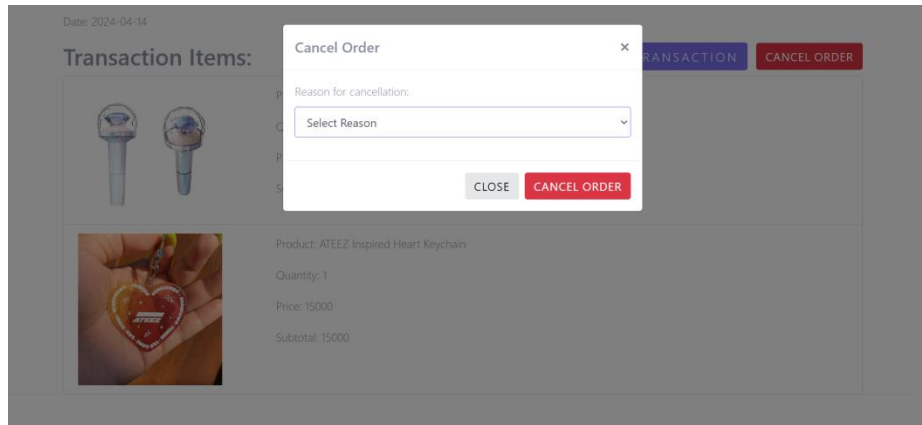 Date: 2024-04-14
Cancel Order ×
Transaction Items:
RANSACTION
CANCEL ORDER
Reason for cancellation:
Select Reason
CLOSE
CANCEL ORDER
Product: ATEEZ Inspired Heart Keychain
Quantity: 1
Price: 15000
Subtotal: 15000
ATEEZ